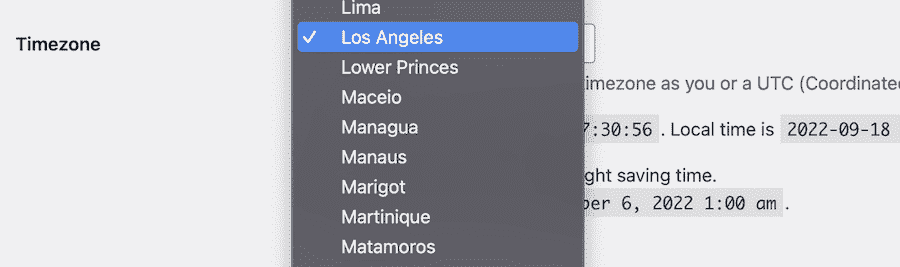 Lima
Timezone
✓ Los Angeles
Lower Princes
timezone as you or a UTC (Coordinated
Maceio
Managua
7:30:56 . Local time is 2022-09-18
Manaus
Marigot
ght saving time.
Martinique
ber 6, 2022 1:00 am .
Matamoros